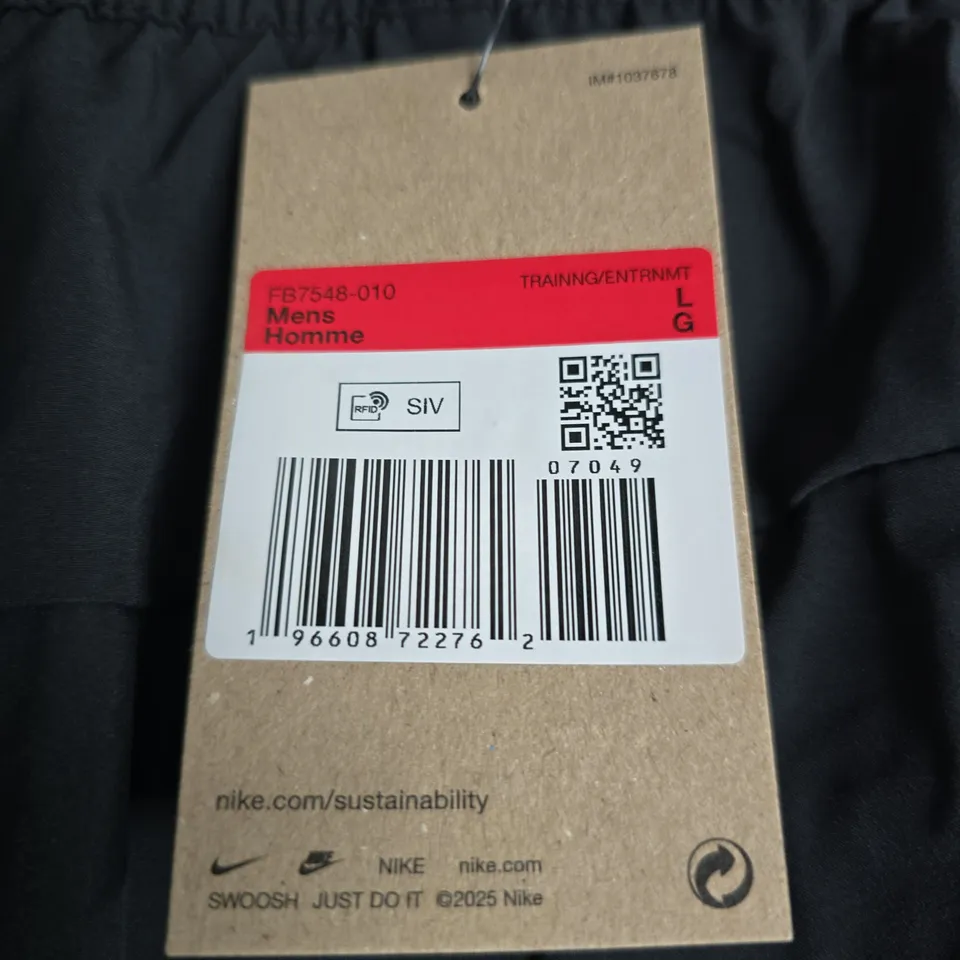 IM#1037678
FB7548-010
TRAINNG/ENTRNMT
Mens
L
Homme
G
RFID SIV
07049
1 96608 72276 2
nike.com/sustainability
NIKE nike.com
SWOOSH JUST DO IT ©2025 Nike